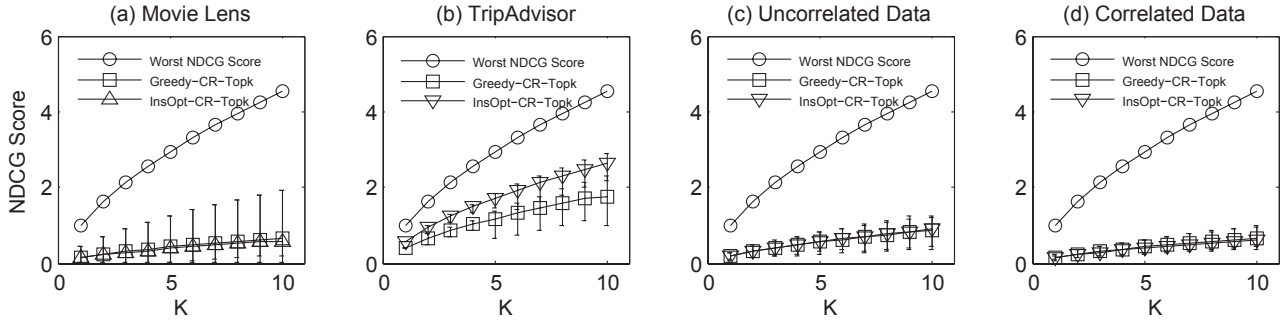 (a) Movie Lens
6
4
2
0
0
5
10
NDCG Score
K
Worst NDCG Score
Greedy−CR−Topk
InsOpt−CR−Topk
(b) TripAdvisor
6
4
2
0
0
5
10
K
Worst NDCG Score
Greedy−CR−Topk
InsOpt−CR−Topk
(c) Uncorrelated Data
6
4
2
0
0
5
10
K
Worst NDCG Score
Greedy−CR−Topk
InsOpt−CR−Topk
(d) Correlated Data
6
4
2
0
0
5
10
K
Worst NDCG Score
Greedy−CR−Topk
InsOpt−CR−Topk